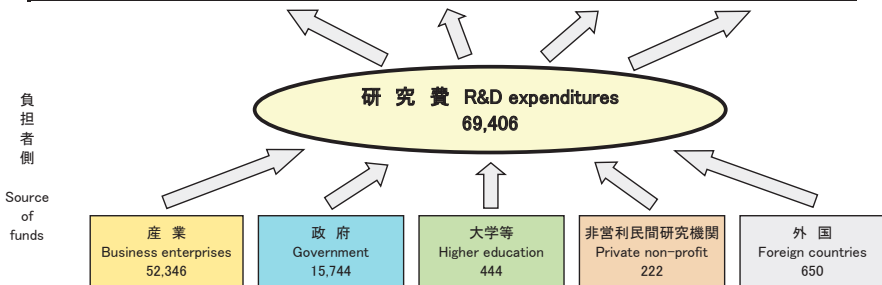 研 究 費 R&D expenditures
69,406
負
担
者
側
Source
of
funds
産 業
Business enterprises
52,346
政 府
Government
15,744
大学等
Higher education
444
非営利民間研究機関
Private non-profit
222
外 国
Foreign countries
650